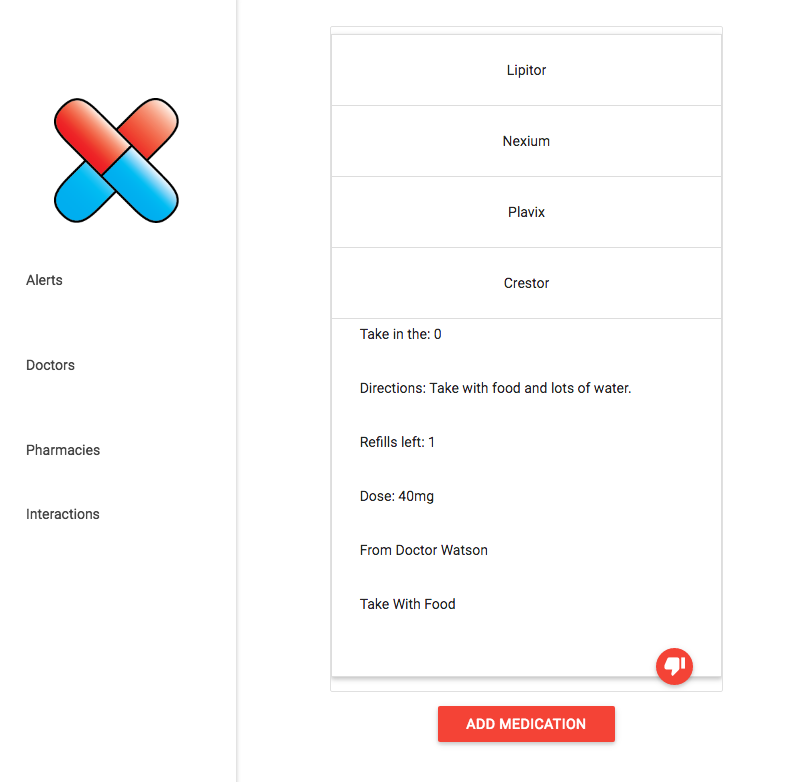 Alerts
Doctors
Pharmacies
Interactions
Lipitor
Nexium
Plavix
Crestor
Take in the: 0
Directions: Take with food and lots of water.
Refills left: 1
Dose: 40mg
From Doctor Watson
Take With Food
ADD MEDICATION